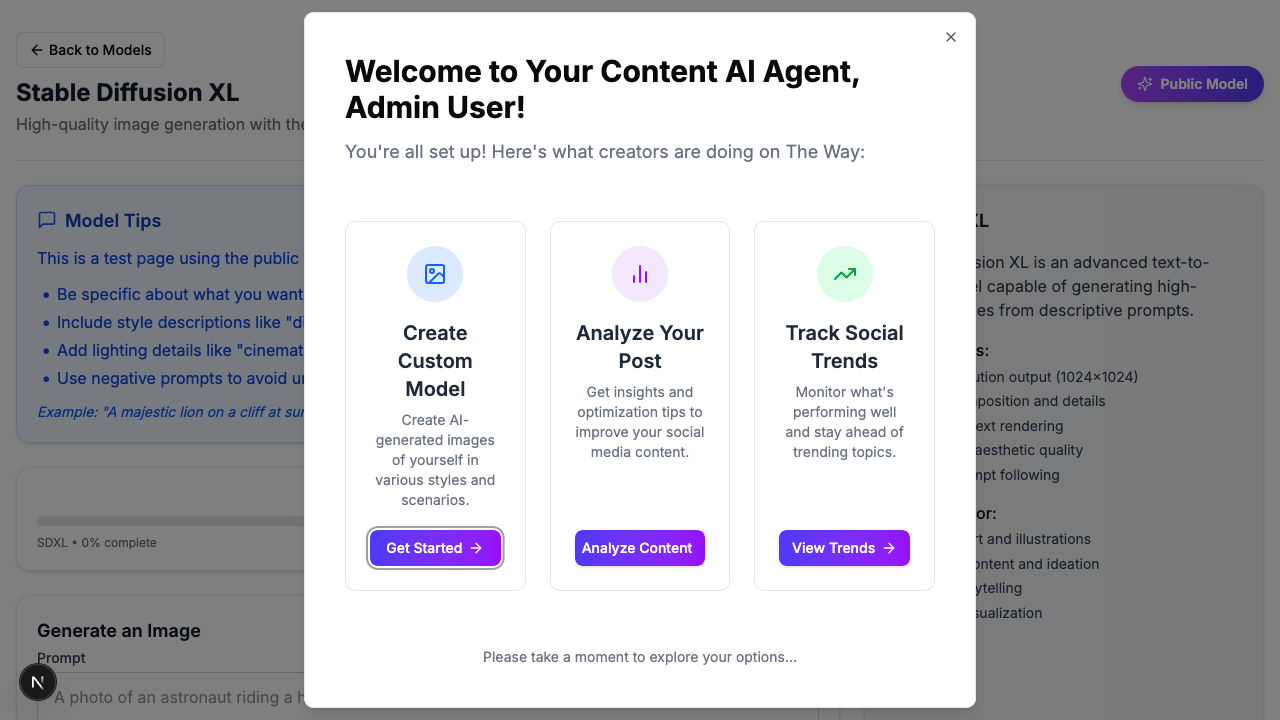 Back to Models
Stable Diffusion XL
High-quality image generation with the
Public Model
Welcome to Your Content AI Agent,
Admin User!
You're all set up! Here's what creators are doing on The Way:
Create
Custom
Model
Create AI-
generated images
of yourself in
various styles and
scenarios.
Get Started
Analyze Your
Post
Get insights and
optimization tips to
improve your social
media content.
Analyze Content
Track Social
Trends
Monitor what's
performing well
and stay ahead of
trending topics.
View Trends
Please take a moment to explore your options...
Model Tips
This is a test page using the public
• Be specific about what you want
• Include style descriptions like "di
• Add lighting details like "cinemat
• Use negative prompts to avoid un
Example: "A majestic lion on a cliff at sun
SDXL • 0% complete
Generate an Image
Prompt
A photo of an astronaut riding a h
N
XL
sion XL is an advanced text-to-
el capable of generating high-
es from descriptive prompts.
s:
ution output (1024×1024)
position and details
ext rendering
aesthetic quality
mpt following
or:
rt and illustrations
ontent and ideation
ytelling
sualization